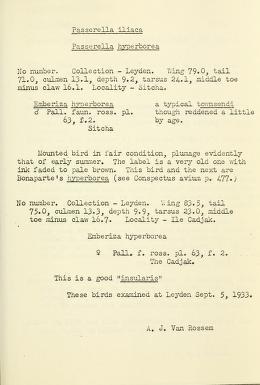 Passerella iliaca
Passerella hyperborea
No number. Collection - Leyden. Wing 79.0, tail
71.0, culmen 13.1, depth 9.2, tarsus 24.1, middle toe
minus claw 16.1. Locality - Sitcha.
Emberiza hyperborea a typical townsendi
♂ Pall. faun. ross. pl. though reddened a little
63, f.2. by age.
Sitcha
Mounted bird in fair condition, plumage evidently
that of early summer. The label is a very old one with
ink faded to pale brown. This bird and the next are
Bonaparte's hyperborea (see Conspectus avium p. 477.)
No number. Collection - Leyden. Wing 83.5, tail
75.0, culmen 13.3, depth 9.9, tarsus 23.0, middle
toe minus claw 16.7. Locality - Ile Cadjak.
Emberiza hyperborea
♀ Pall. f. ross. pl. 63, f. 2.
The Cadjak.
This is a good "insularis"
These birds examined at Leyden Sept. 5, 1933.
A. J. Van Rossem